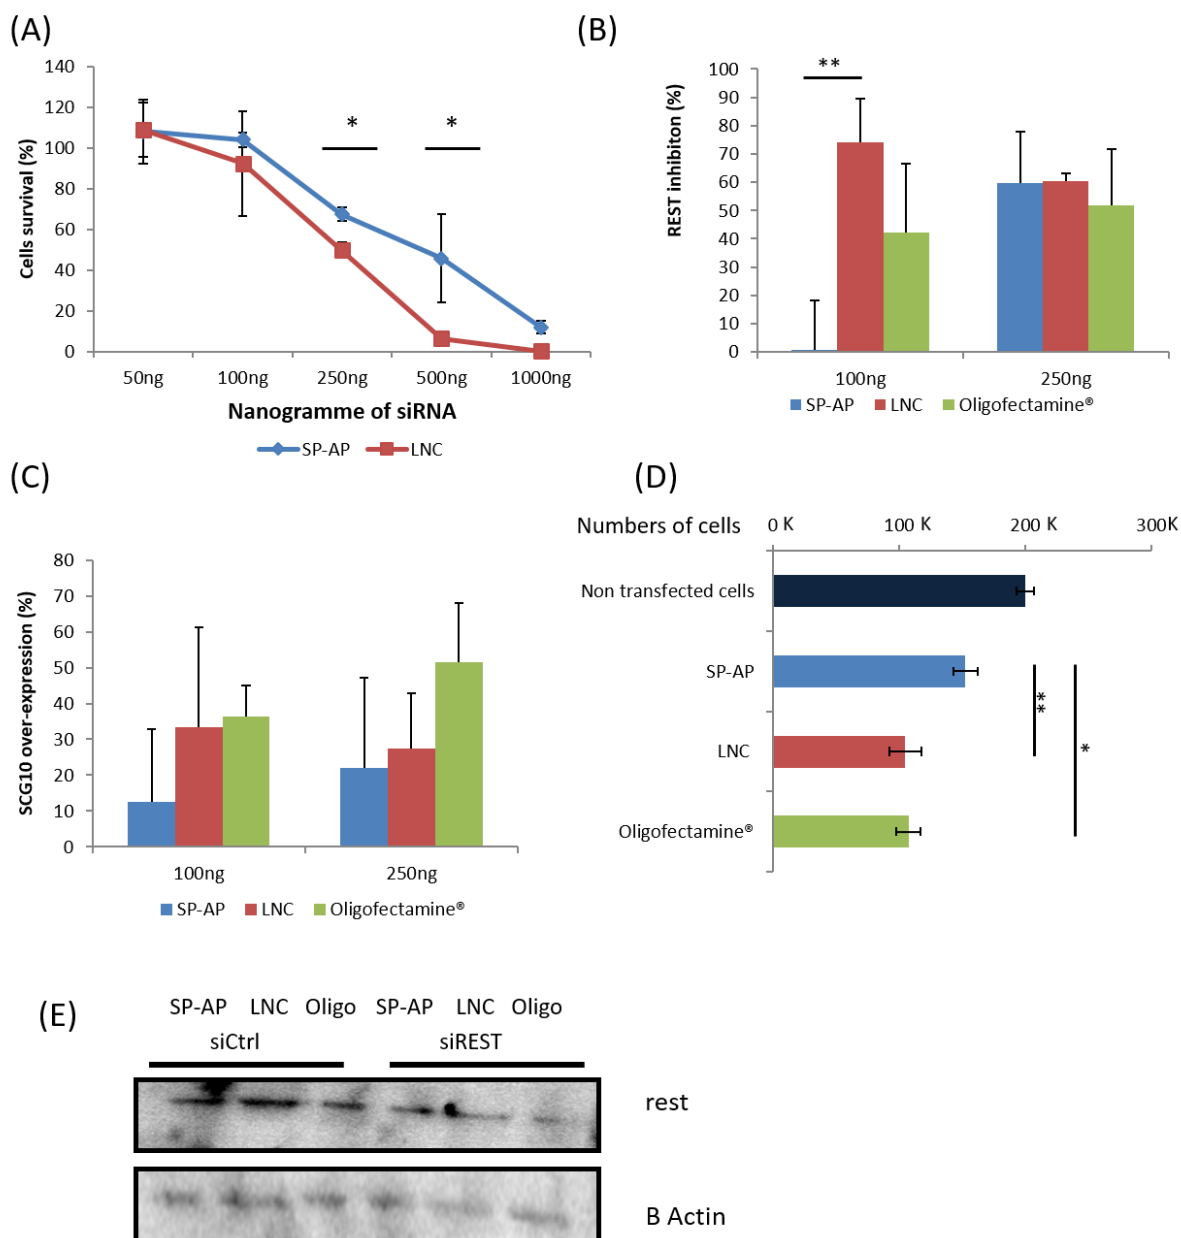 (A)
140
120
100
80
60
40
20
0
Cells survival (%)
* *
50ng 100ng 250ng 500ng 1000ng
Nanogramme of siRNA
SP-AP LNC
(B)
100
90
80
70
60
50
40
30
20
10
0
REST inhibiton (%)
**
100ng 250ng
SP-AP LNC Oligofectamine®
(C)
80
70
60
50
40
30
20
10
0
SCG10 over-expression (%)
100ng 250ng
SP-AP LNC Oligofectamine®
(D)
Numbers of cells 0 K 100 K 200 K 300K
Non transfected cells
SP-AP
LNC
Oligofectamine®
**
*
(E)
SP-AP LNC Oligo SP-AP LNC Oligo
siCtrl siREST
rest
B Actin